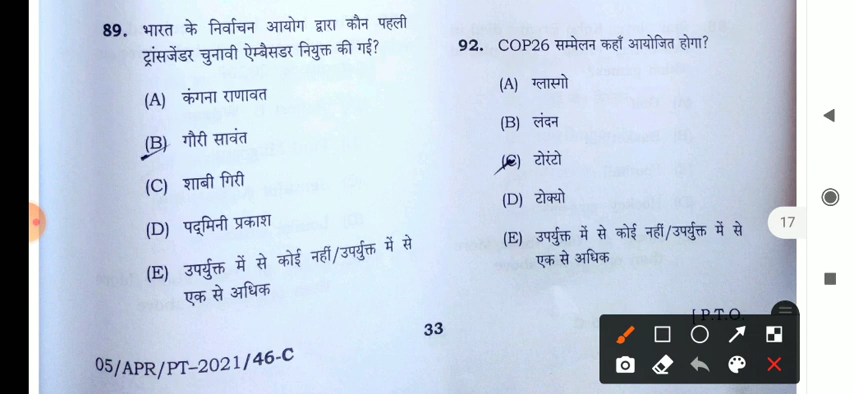 89. भारत के निर्वाचन आयोग द्वारा कौन पहली
ट्रांसजेंडर चुनावी ऐम्बैसडर नियुक्त की गई?
(A) कंगना राणावत
(B) गौरी सावंत
(C) शाबी गिरी
(D) पद्मिनी प्रकाश
(E) उपर्युक्त में से कोई नहीं/उपर्युक्त में से
एक से अधिक
92. COP26 सम्मेलन कहाँ आयोजित होगा?
(A) ग्लास्गो
(B) लंदन
(C) टोरंटो
(D) टोक्यो
(E) उपर्युक्त में से कोई नहीं/उपर्युक्त में से
एक से अधिक
17
33
[ P.T.O.
05/APR/PT–2021/46-C